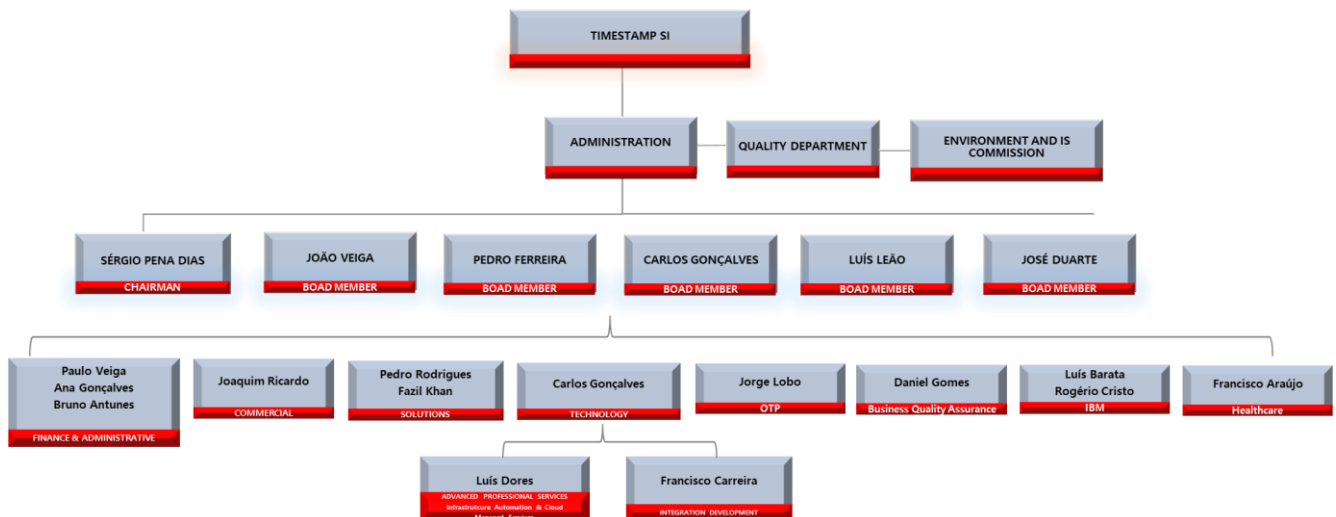 TIMESTAMP SI
ADMINISTRATION
QUALITY DEPARTMENT
ENVIRONMENT AND IS
COMMISSION
SÉRGIO PENA DIAS
CHAIRMAN
JOÃO VEIGA
BOAD MEMBER
PEDRO FERREIRA
BOAD MEMBER
CARLOS GONÇALVES
BOAD MEMBER
LUÍS LEÃO
BOAD MEMBER
JOSÉ DUARTE
BOAD MEMBER
Paulo Veiga
Ana Gonçalves
Bruno Antunes
FINANCE & ADMINISTRATIVE
Joaquim Ricardo
COMMERCIAL
Pedro Rodrigues
Fazil Khan
SOLUTIONS
Carlos Gonçalves
TECHNOLOGY
Jorge Lobo
OTP
Daniel Gomes
Business Quality Assurance
Luís Barata
Rogério Cristo
IBM
Francisco Araújo
Healthcare
Luís Dores
ADVANCED PROFESSIONAL SERVICES
Infrastrutcure Automation & Cloud
Managed Services
Francisco Carreira
INTEGRATION DEVELOPMENT